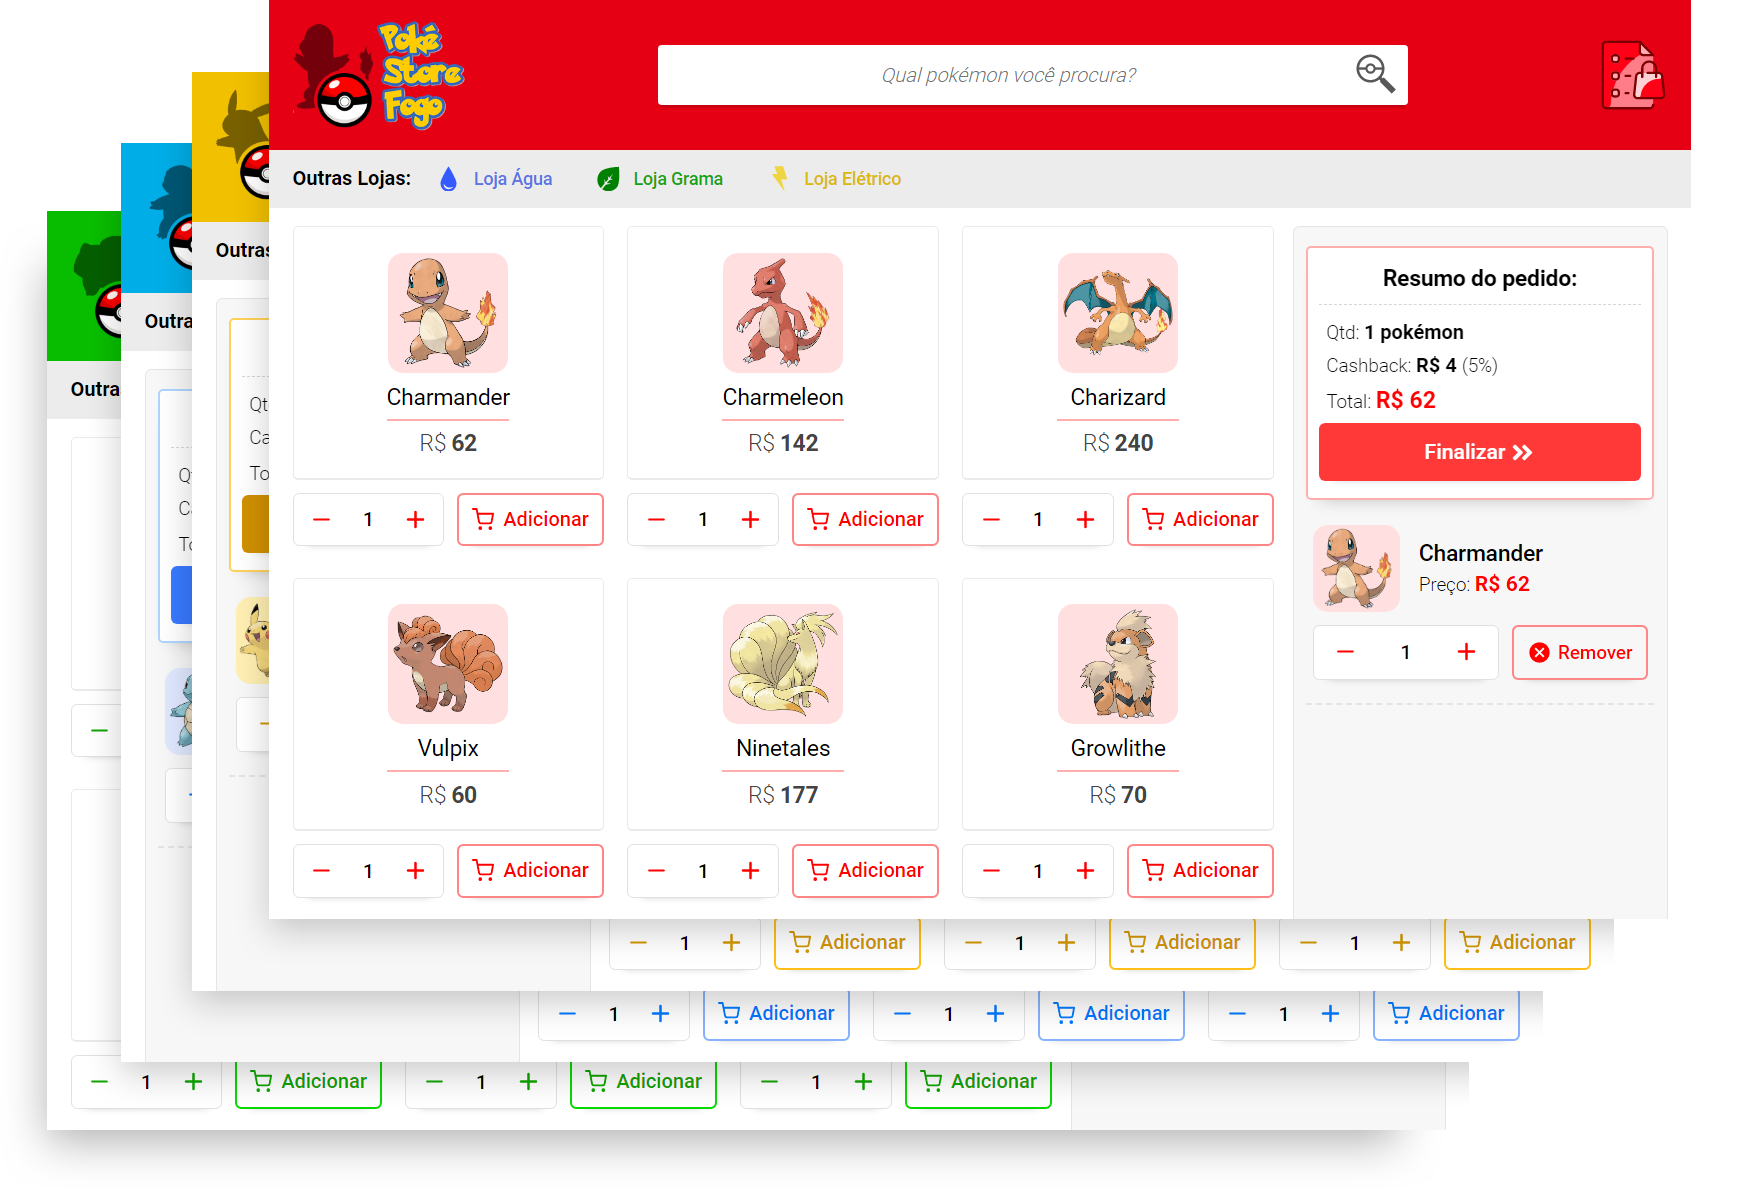 Poké
Store
Fogo
Qual pokémon você procura?
Outras Lojas: Loja Água Loja Grama Loja Elétrico
Charmander
R$ 62
1 Adicionar
Charmeleon
R$ 142
1 Adicionar
Charizard
R$ 240
1 Adicionar
Vulpix
R$ 60
1 Adicionar
Ninetales
R$ 177
1 Adicionar
Growlithe
R$ 70
1 Adicionar
Resumo do pedido:
Qtd: 1 pokémon
Cashback: R$ 4 (5%)
Total: R$ 62
Finalizar
Charmander
Preço: R$ 62
1 Remover
Outras
Qt
Ca
To
1 Adicionar 1 Adicionar 1 Adicionar
Outra
Q
C
To
1 Adicionar 1 Adicionar 1 Adicionar
Outra
1 Adicionar 1 Adicionar 1 Adicionar